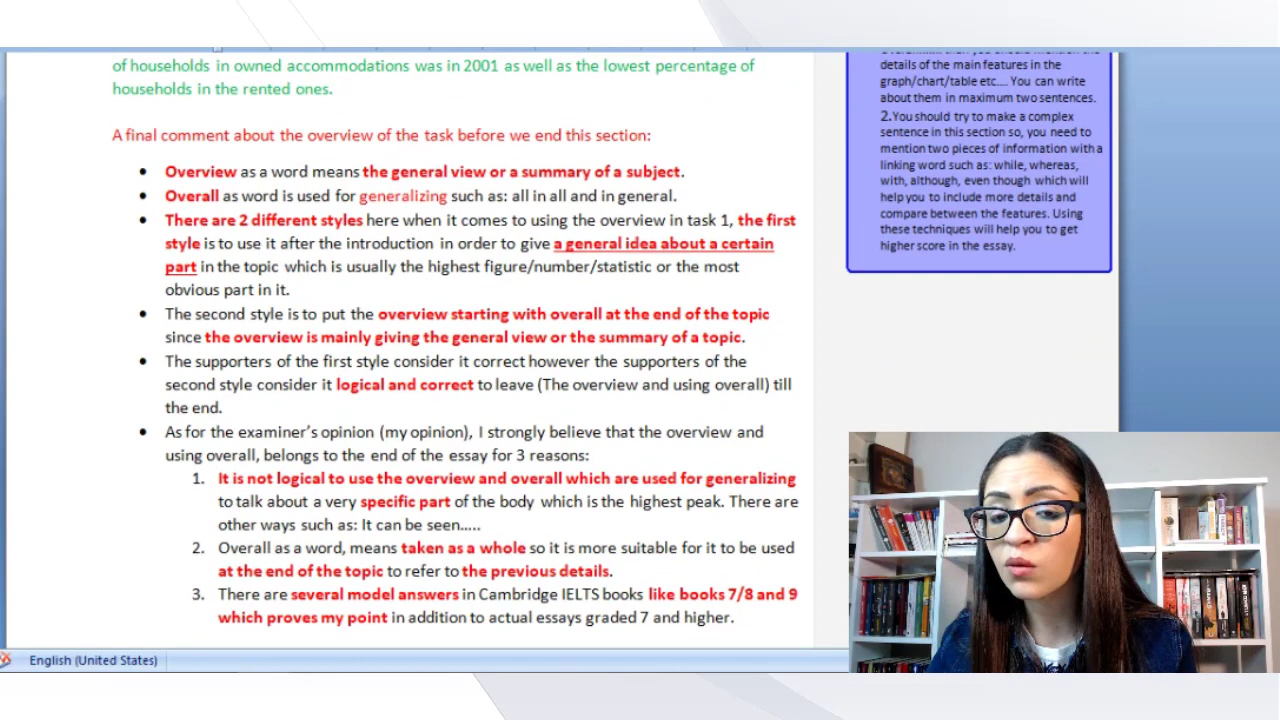 of households in owned accommodations was in 2001 as well as the lowest percentage of
households in the rented ones.
A final comment about the overview of the task before we end this section:
• Overview as a word means the general view or a summary of a subject.
• Overall as word is used for generalizing such as: all in all and in general.
• There are 2 different styles here when it comes to using the overview in task 1, the first
style is to use it after the introduction in order to give a general idea about a certain
part in the topic which is usually the highest figure/number/statistic or the most
obvious part in it.
• The second style is to put the overview starting with overall at the end of the topic
since the overview is mainly giving the general view or the summary of a topic.
• The supporters of the first style consider it correct however the supporters of the
second style consider it logical and correct to leave (The overview and using overall) till
the end.
• As for the examiner's opinion (my opinion), I strongly believe that the overview and
using overall, belongs to the end of the essay for 3 reasons:
1. It is not logical to use the overview and overall which are used for generalizing
to talk about a very specific part of the body which is the highest peak. There are
other ways such as: It can be seen.....
2. Overall as a word, means taken as a whole so it is more suitable for it to be used
at the end of the topic to refer to the previous details.
3. There are several model answers in Cambridge IELTS books like books 7/8 and 9
which proves my point in addition to actual essays graded 7 and higher.
details of the main features in the
graph/chart/table etc.... You can write
about them in maximum two sentences.
2.You should try to make a complex
sentence in this section so, you need to
mention two pieces of information with a
linking word such as: while, whereas,
with, although, even though which will
help you to include more details and
compare between the features. Using
these techniques will help you to get
higher score in the essay.
English (United States)